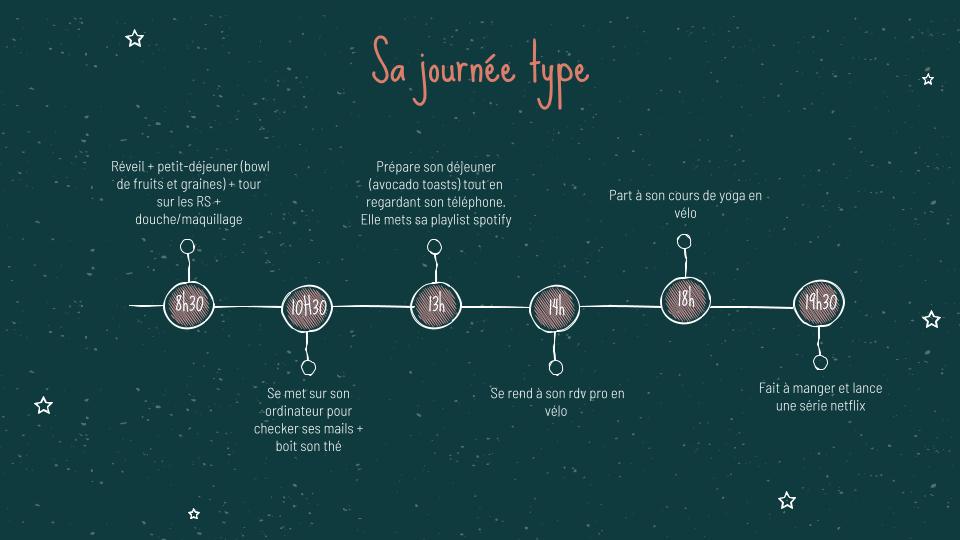 Sa journée type
Réveil + petit-déjeuner (bowl
de fruits et graines) + tour
sur les RS +
douche/maquillage
8h30
Se met sur son
ordinateur pour
checker ses mails +
boit son thé
10H30
Prépare son déjeuner
(avocado toasts) tout en
regardant son téléphone.
Elle mets sa playlist spotify
13h
Se rend à son rdv pro en
vélo
14h
Part à son cours de yoga en
vélo
18h
Fait à manger et lance
une série netflix
19h30